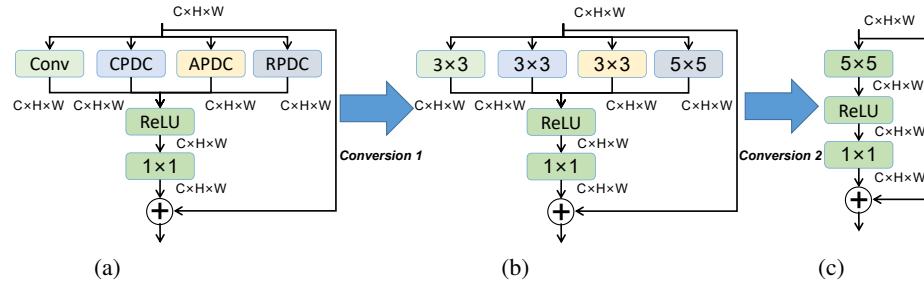 C×H×W
Conv CPDC APDC RPDC
C×H×W C×H×W C×H×W C×H×W
ReLU
C×H×W
1×1
C×H×W
+
(a)
Conversion 1
C×H×W
3×3 3×3 3×3 5×5
C×H×W C×H×W C×H×W C×H×W
ReLU
C×H×W
1×1
C×H×W
+
(b)
Conversion 2
C×H×W
5×5
C×H×W
ReLU
C×H×W
1×1
C×H×W
+
(c)